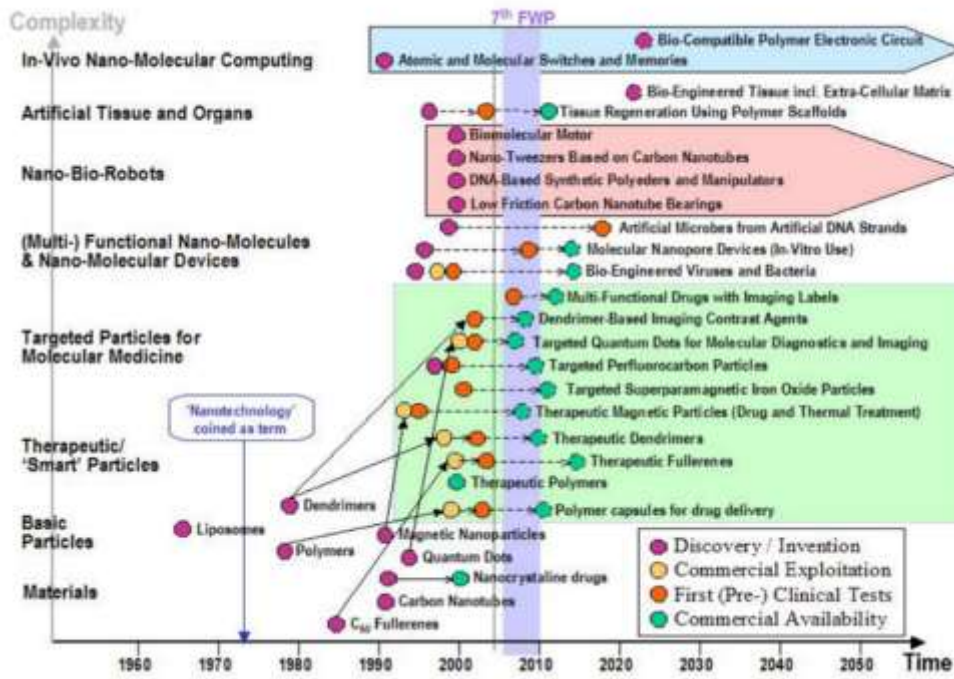 Complexity
7th FWP
Bio-Compatible Polymer Electronic Circuit
In-Vivo Nano-Molecular Computing
Atomic and Molecular Switches and Memories
Bio-Engineered Tissue incl. Extra-Cellular Matrix
Artificial Tissue and Organs
Tissue Regeneration Using Polymer Scaffolds
Biomolecular Motor
Nano-Tweezers Based on Carbon Nanotubes
Nano-Bio-Robots
DNA-Based Synthetic Polyeders and Manipulators
Low Friction Carbon Nanotube Bearings
Artificial Microbes from Artificial DNA Strands
(Multi-) Functional Nano-Molecules
& Nano-Molecular Devices
Molecular Nanopore Devices (In-Vitro Use)
Bio-Engineered Viruses and Bacteria
Multi-Functional Drugs with Imaging Labels
Dendrimer-Based Imaging Contrast Agents
Targeted Particles for
Molecular Medicine
Targeted Quantum Dots for Molecular Diagnostics and Imaging
Targeted Perfluorocarbon Particles
Targeted Superparamagnetic Iron Oxide Particles
'Nanotechnology'
coined as term
Therapeutic Magnetic Particles (Drug and Thermal Treatment)
Therapeutic Dendrimers
Therapeutic/
'Smart' Particles
Therapeutic Fullerenes
Therapeutic Polymers
Dendrimers
Polymer capsules for drug delivery
Basic
Particles
Liposomes
Magnetic Nanoparticles
Polymers
Quantum Dots
Nanocrystaline drugs
Materials
Carbon Nanotubes
C60 Fullerenes
Discovery / Invention
Commercial Exploitation
First (Pre-) Clinical Tests
Commercial Availability
1960 1970 1980 1990 2000 2010 2020 2030 2040 2050 Time